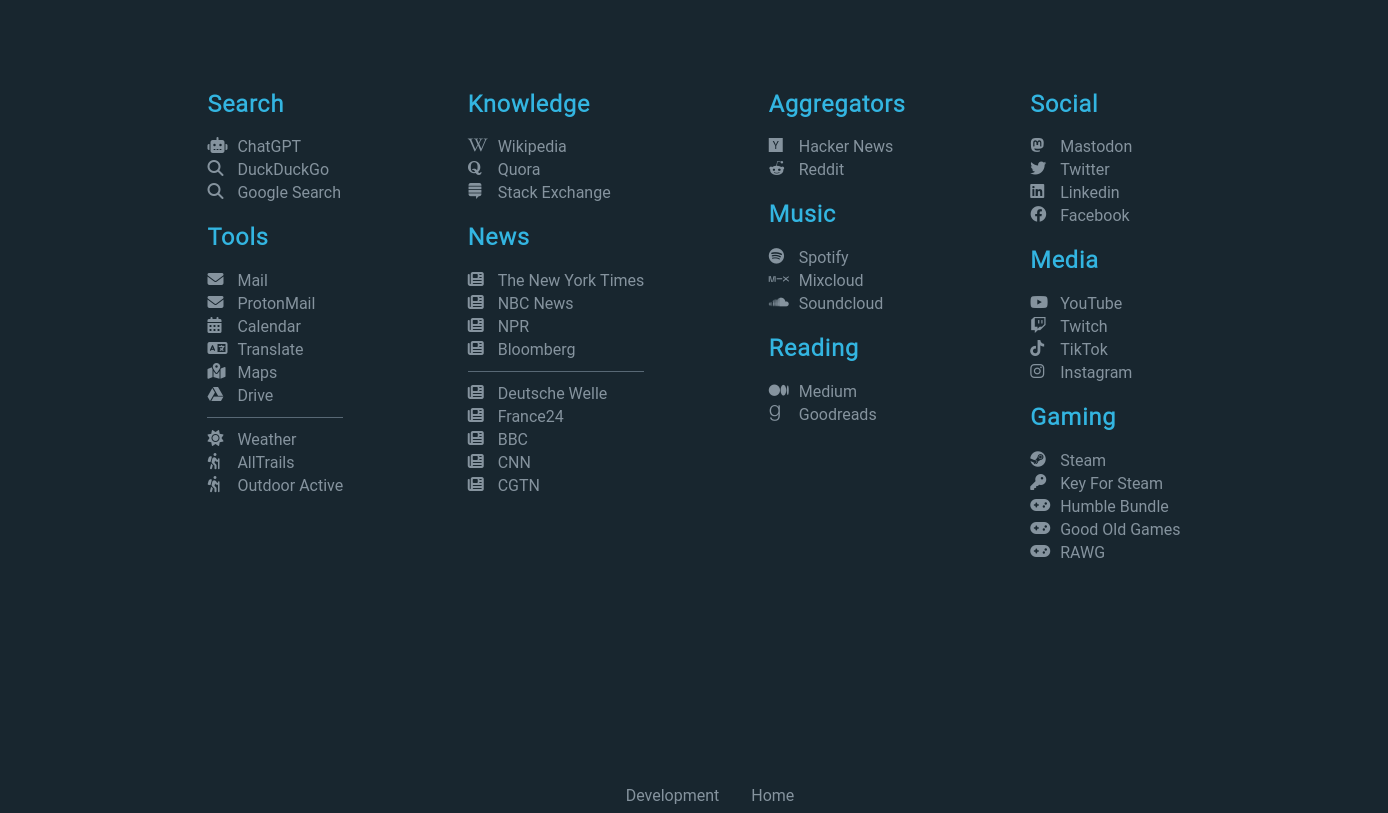 Search
ChatGPT
DuckDuckGo
Google Search
Tools
Mail
ProtonMail
Calendar
Translate
Maps
Drive
Weather
AllTrails
Outdoor Active
Knowledge
Wikipedia
Quora
Stack Exchange
News
The New York Times
NBC News
NPR
Bloomberg
Deutsche Welle
France24
BBC
CNN
CGTN
Aggregators
Hacker News
Reddit
Music
Spotify
Mixcloud
Soundcloud
Reading
Medium
Goodreads
Social
Mastodon
Twitter
Linkedin
Facebook
Media
YouTube
Twitch
TikTok
Instagram
Gaming
Steam
Key For Steam
Humble Bundle
Good Old Games
RAWG
Development Home